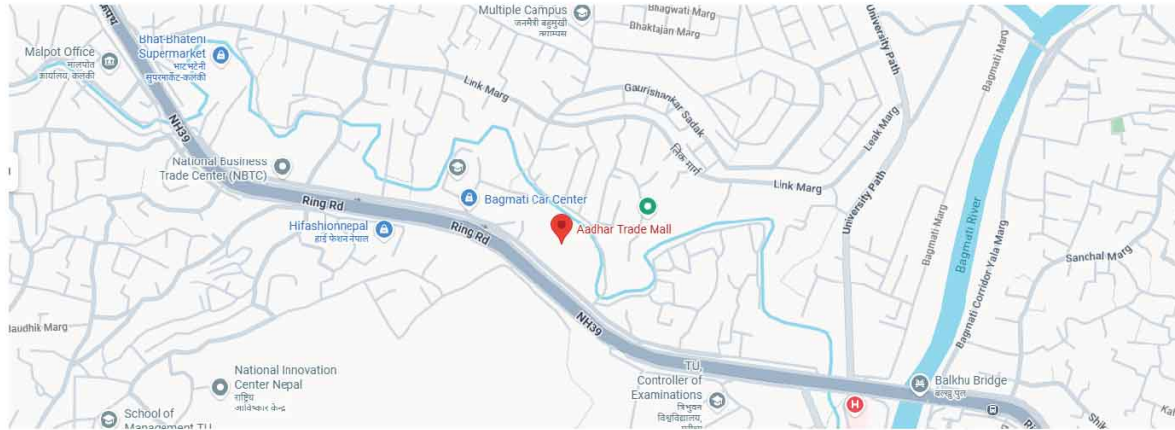 Multiple Campus
जनमैत्री बहुमुखी
क्याम्पस
Bhagwati Marg
Bhaktajan Marg
University Path
Bagmati Marg
Malpot Office
मालपोत
कार्यालय, कलंकी
Bhat-Bhateni
Supermarket
भाटभटेनी
सुपरमार्केट-कलंकी
Link Marg
Gaurishankar Sadak
लिंक मार्ग
Leak Marg
NH39
National Business
Trade Center (NBTC)
Link Marg
University Path
Ring Rd
Bagmati Car Center
Hifashionnepal
हाई फेशन नेपाल
Ring Rd
Aadhar Trade Mall
Bagmati Marg
Bagmati River
Bagmati Corridor Yala Marg
Sanchal Marg
NH39
National Innovation
Center Nepal
राष्ट्रिय
आविष्कार केन्द्र
TU,
Controller of
Examinations
त्रिभुवन
विश्वविद्यालय,
H
Balkhu Bridge
बल्खु पुल
School of
Management TU